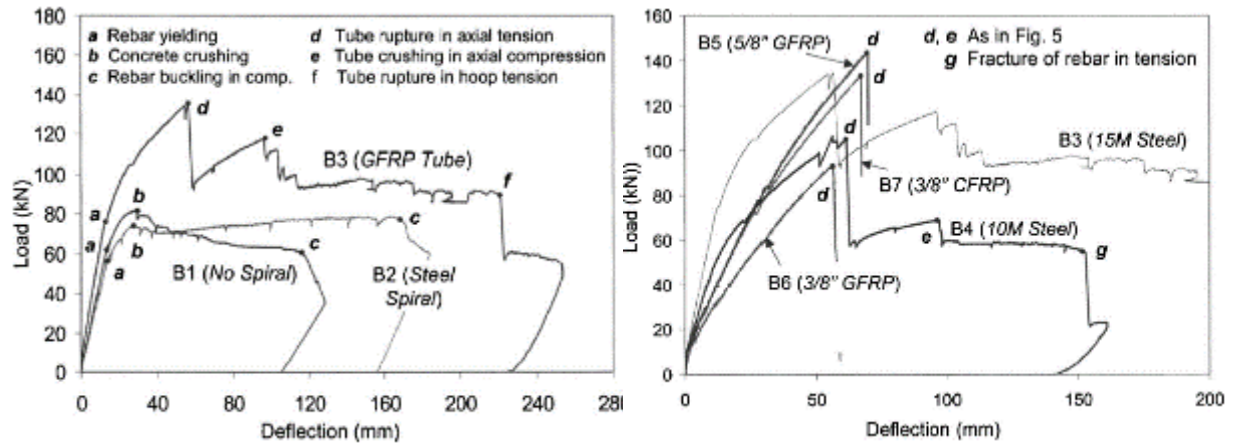 180
160
140
120
100
80
60
40
20
0
Load (kN)
a Rebar yielding
b Concrete crushing
c Rebar buckling in comp.
d Tube rupture in axial tension
e Tube crushing in axial compression
f Tube rupture in hoop tension
d
e
B3 (GFRP Tube)
f
a
b
a
b
a
c
c
B1 (No Spiral)
B2 (Steel
Spiral)
0 40 80 120 160 200 240 280
Deflection (mm)
160
140
120
100
80
60
40
20
0
Load (kN))
B5 (5/8" GFRP)
d
d
d, e As in Fig. 5
g Fracture of rebar in tension
d
B3 (15M Steel)
d
B7 (3/8" CFRP)
e
B4 (10M Steel)
g
B6 (3/8" GFRP)
0 50 100 150 200
Deflection (mm)